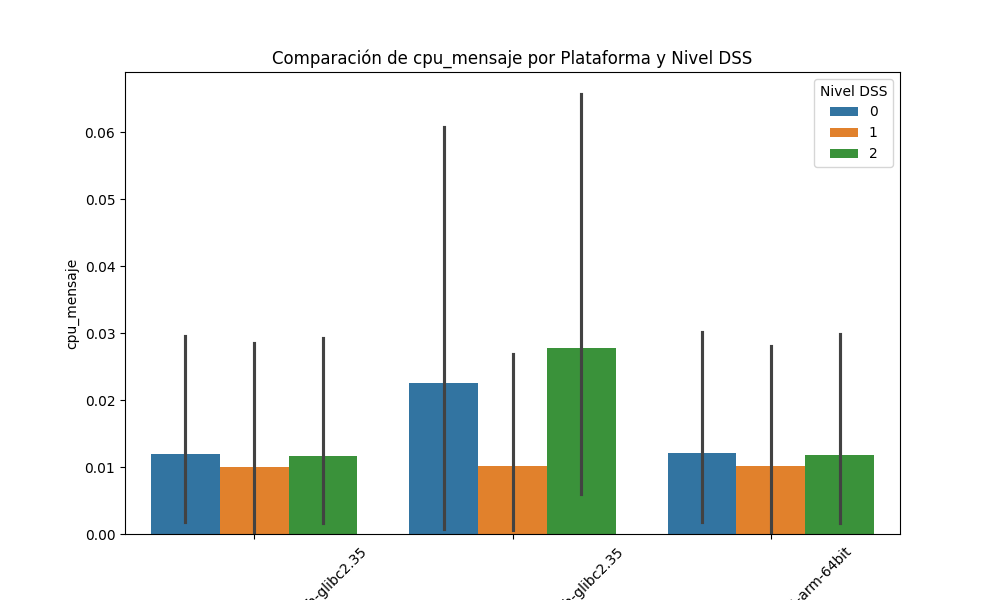 Comparación de cpu_mensaje por Plataforma y Nivel DSS
Nivel DSS
0
1
2
0.06
0.05
0.04
0.03
0.02
0.01
0.00
cpu_mensaje
-glibc2.35
-glibc2.35
-arm-64bit